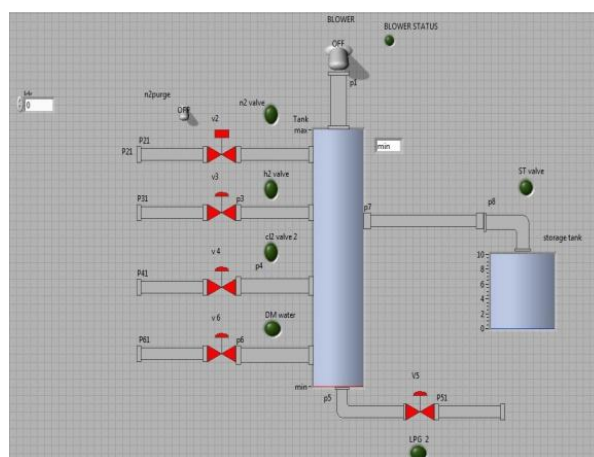 BLOWER
BLOWER STATUS
OFF
p1
0
n2purge
OFF
n2 valve
v2
Tank
max
min
P21
P21
v3
h2 valve
ST valve
P31
p3
p7
p8
cl2 valve 2
v 4
p4
storage tank
P41
10
8
6
4
2
0
v 6
DM water
P61
p6
min
V5
p5
P51
LPG 2